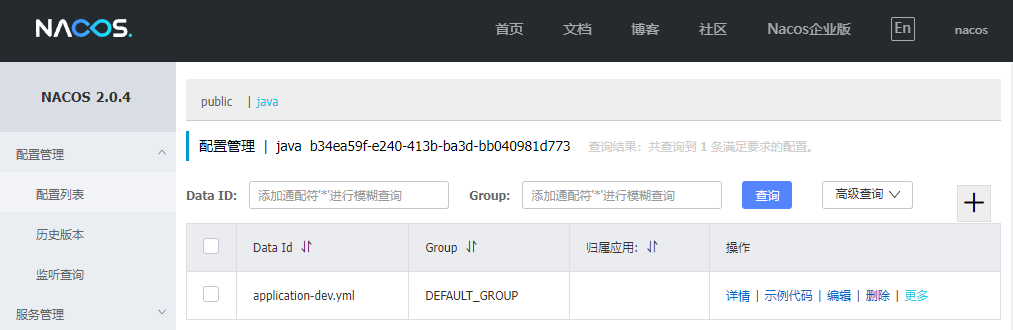 NACOS. 首页 文档 博客 社区 Nacos企业版 En nacos
NACOS 2.0.4
public | java
配置管理
配置管理 | java b34ea59f-e240-413b-ba3d-bb040981d773 查询结果：共查询到 1 条满足要求的配置。
配置列表
Data ID: 添加通配符'*'进行模糊查询 Group: 添加通配符'*'进行模糊查询 查询 高级查询
历史版本
Data Id Group 归属应用: 操作
监听查询
application-dev.yml DEFAULT_GROUP 详情 | 示例代码 | 编辑 | 删除 | 更多
服务管理